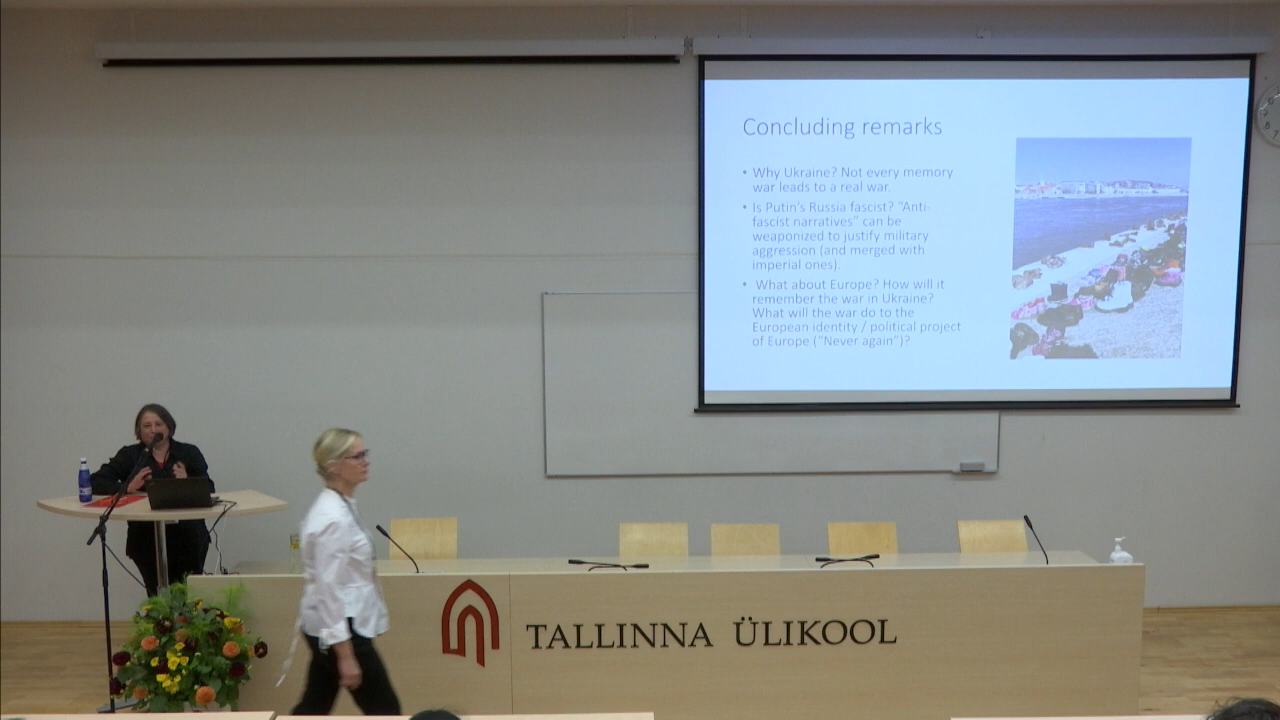 Concluding remarks
• Why Ukraine? Not every memory
war leads to a real war.
• Is Putin's Russia fascist? "Anti-
fascist narratives" can be
weaponized to justify military
aggression (and merged with
imperial ones).
• What about Europe? How will it
remember the war in Ukraine?
What will the war do to the
European identity / political project
of Europe ("Never again")?
TALLINNA ÜLIKOOL